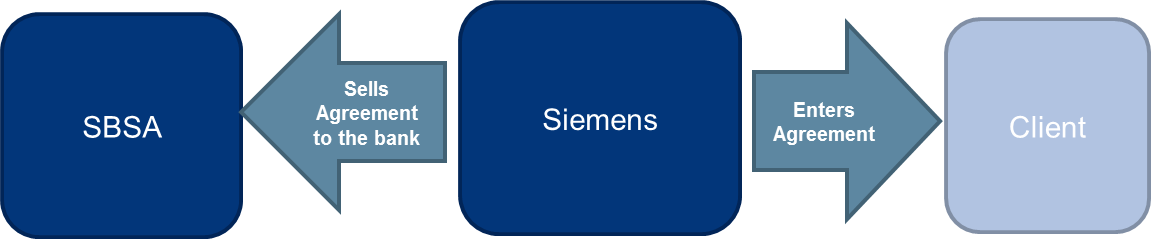 SBSA
Sells
Agreement
to the bank
Siemens
Enters
Agreement
Client